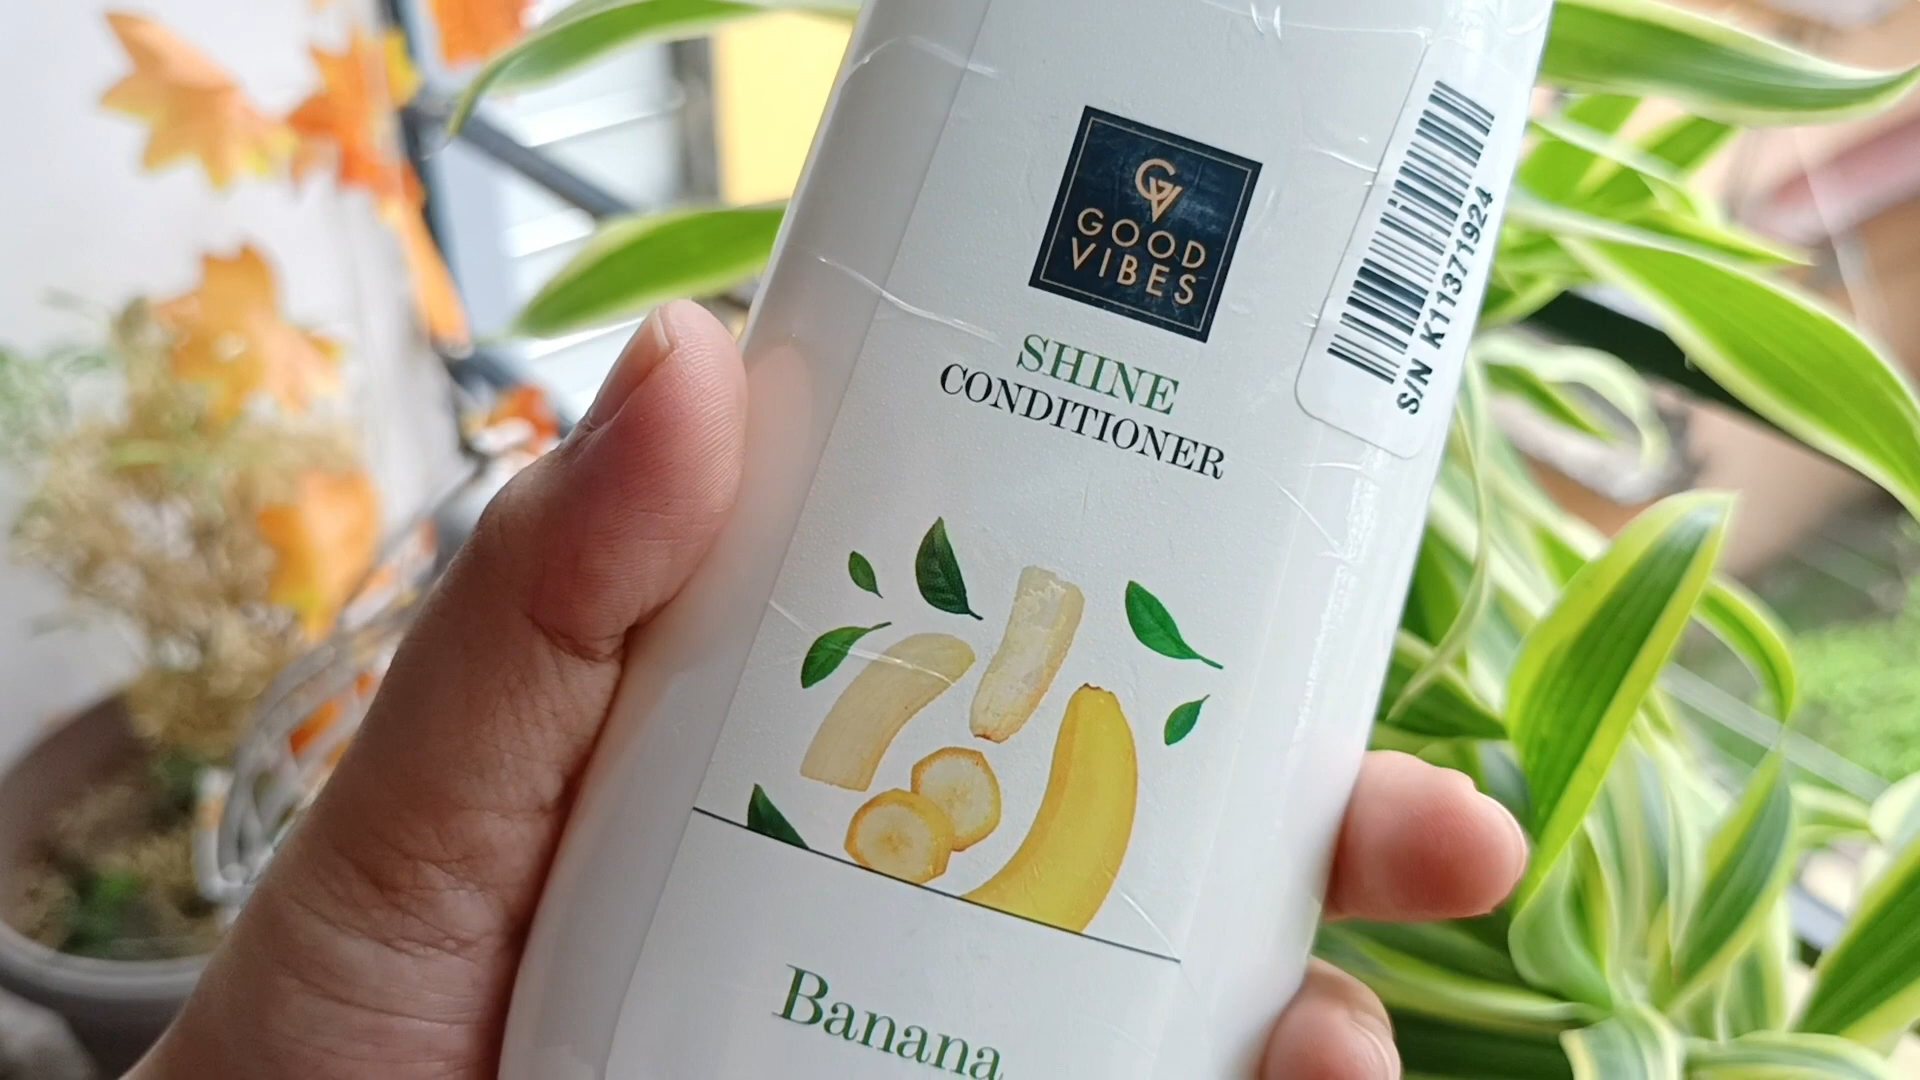 GV
GOOD
VIBES
SHINE
CONDITIONER
S/N K11371924
Banana